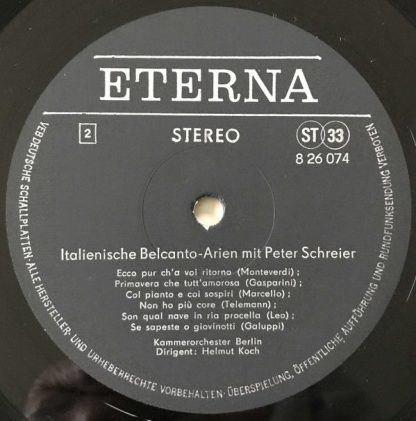 ETERNA
2
STEREO
ST 33
8 26 074
Italienische Belcanto-Arien mit Peter Schreier
Ecco pur ch'a voi ritorno (Monteverdi) ;
Primavera che tutt'amorosa (Gasparini) ;
Col pianto e coi sospiri (Marcello) ;
Non ho più core (Telemann) ;
Son qual nave in ria procella (Leo) ;
Se sapeste o giovinotti (Galuppi)
Kammerorchester Berlin
Dirigent: Helmut Koch
VEB DEUTSCHE SCHALLPLATTEN · ALLE HERSTELLER- UND URHEBERRECHTE VORBEHALTEN · ÜBERSPIELUNG, ÖFFENTLICHE AUFFÜHRUNG UND RUNDFUNKSENDUNG VERBOTEN